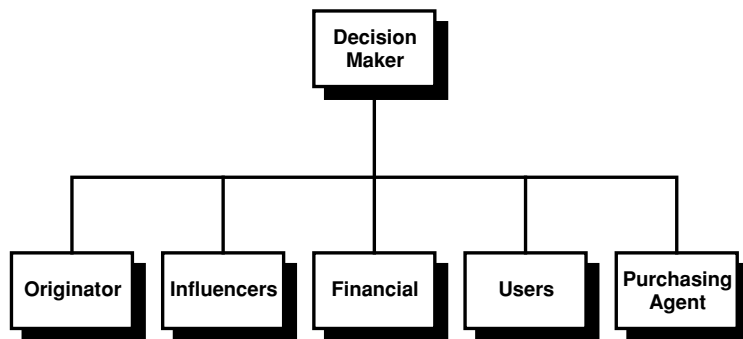 Decision
Maker
Originator
Influencers
Financial
Users
Purchasing
Agent